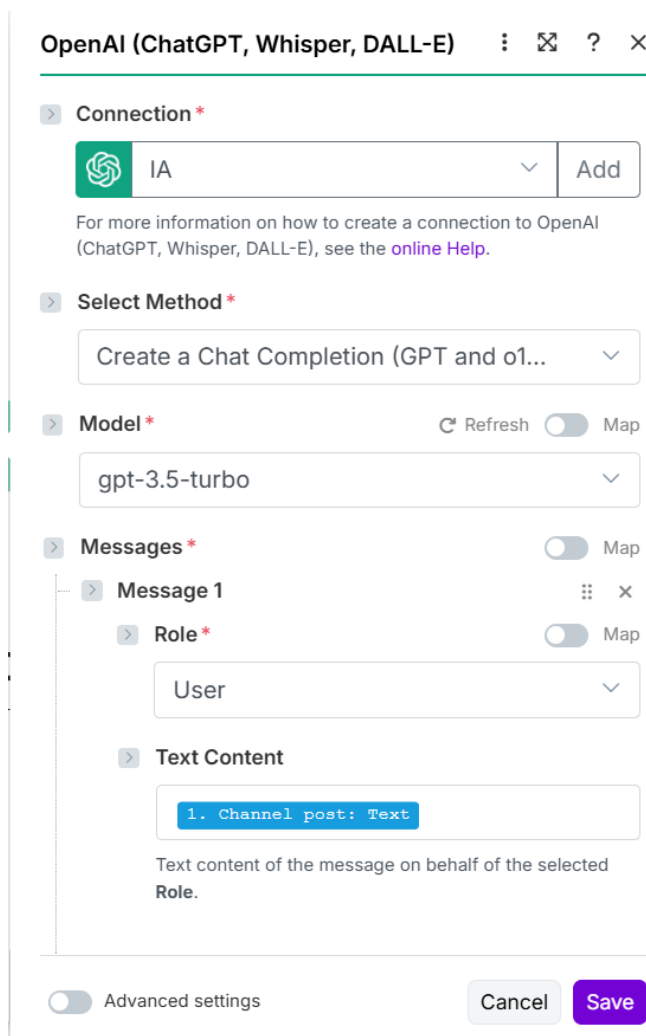 OpenAI (ChatGPT, Whisper, DALL-E) ?
Connection *
IA Add
For more information on how to create a connection to OpenAI
(ChatGPT, Whisper, DALL-E), see the online Help.
Select Method *
Create a Chat Completion (GPT and o1...
Model * Refresh Map
gpt-3.5-turbo
Messages * Map
Message 1
Role * Map
User
Text Content
1. Channel post: Text
Text content of the message on behalf of the selected
Role.
Advanced settings Cancel Save